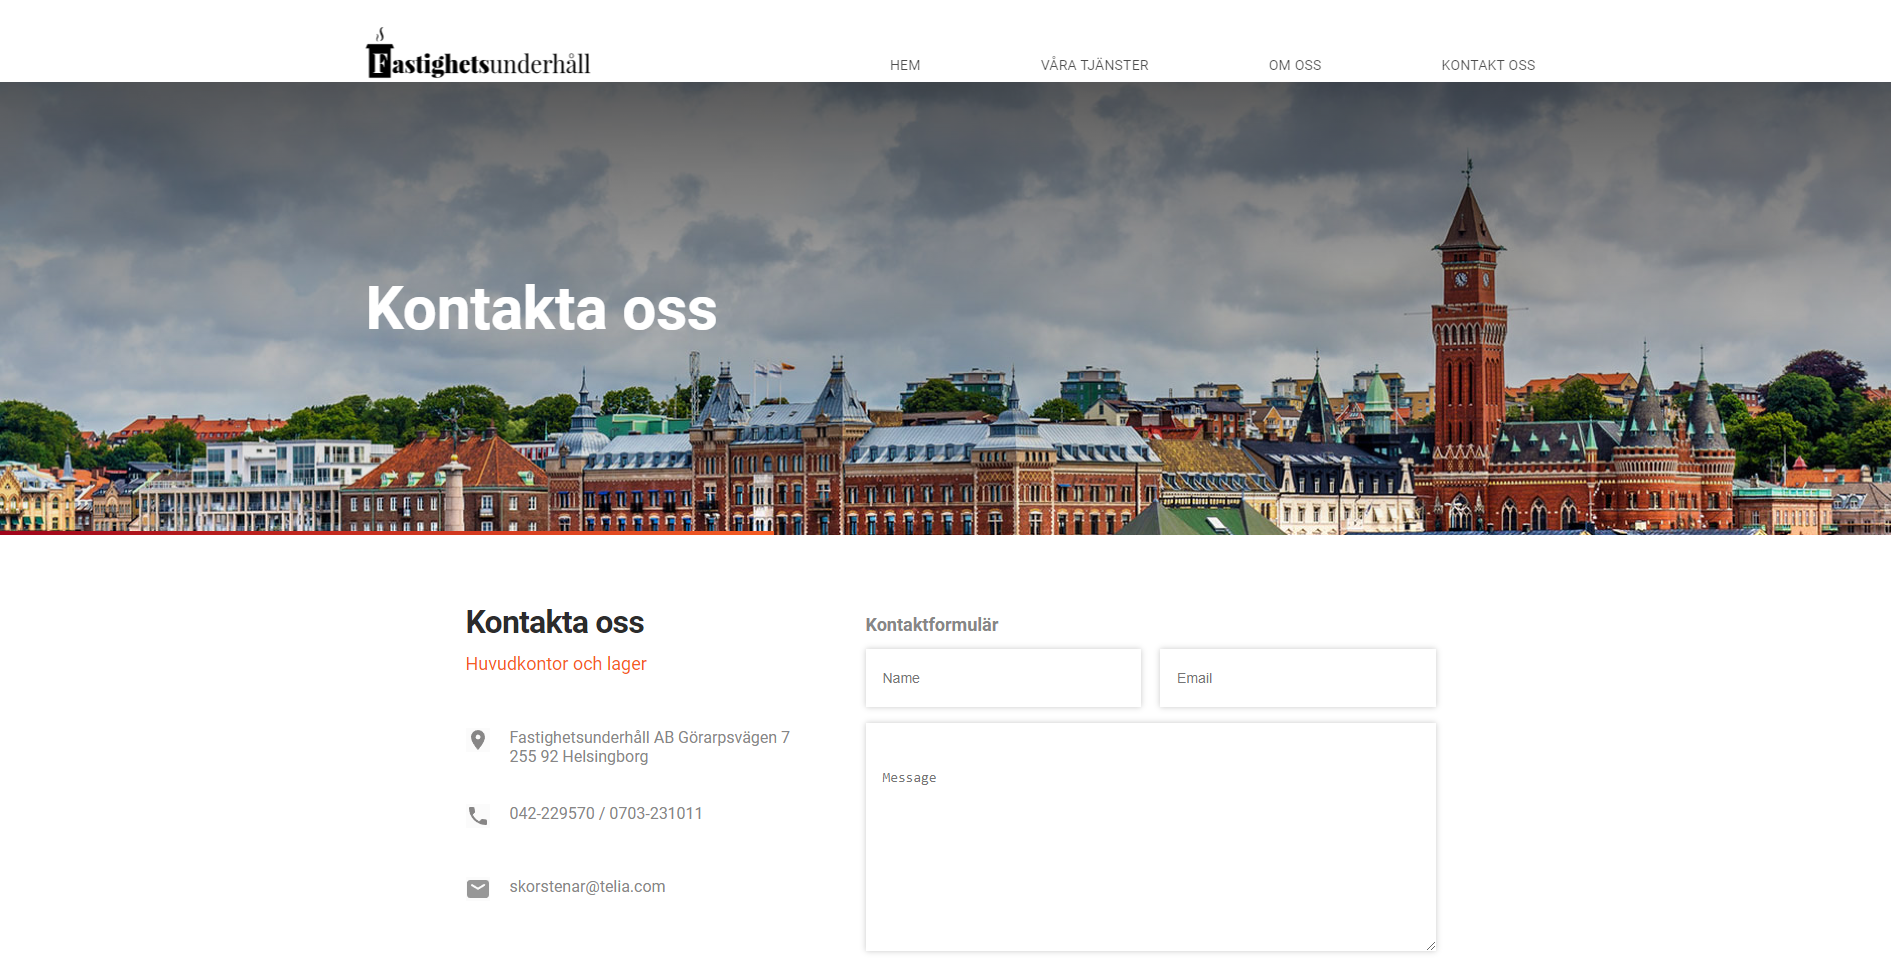 Fastighetsunderhåll
HEM
VÅRA TJÄNSTER
OM OSS
KONTAKT OSS
Kontakta oss
Kontakta oss
Huvudkontor och lager
Fastighetsunderhåll AB Görarpsvägen 7
255 92 Helsingborg
042-229570 / 0703-231011
skorstenar@telia.com
Kontaktformulär
Name
Email
Message